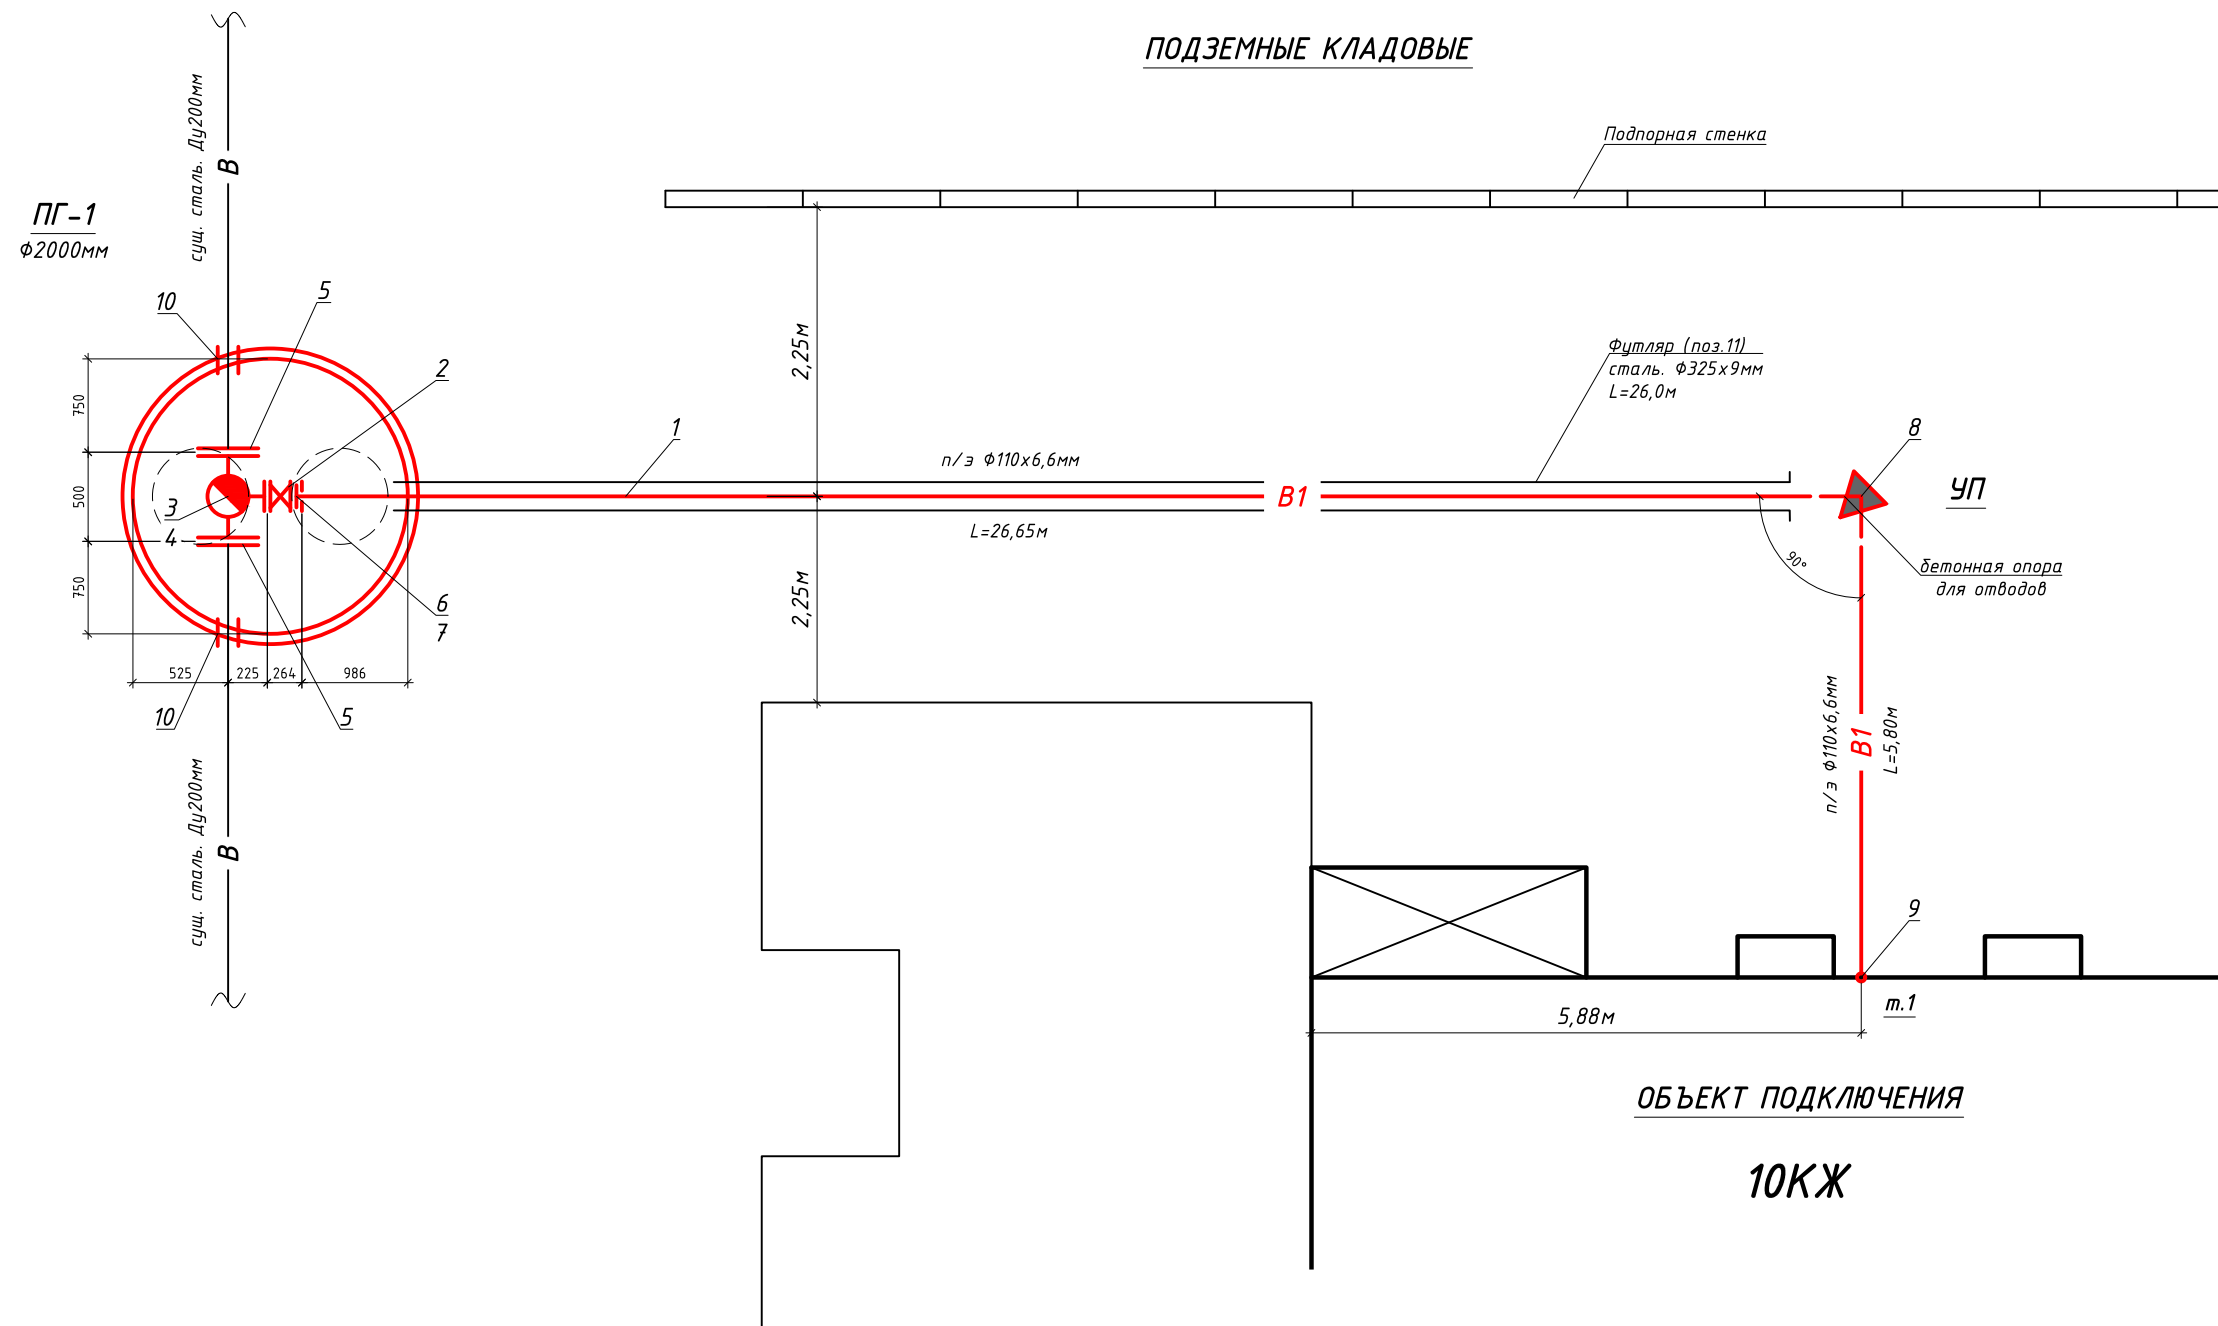 ПОДЗЕМНЫЕ КЛАДОВЫЕ
Подпорная стенка
сущ. сталь. Ду200мм
В
ПГ-1
Ф2000мм
10
5
2
1
3
4
6
7
10
5
750
500
750
525
225
264
986
сущ. сталь. Ду200мм
В
2,25м
2,25м
п/э Ф110х6,6мм
В1
L=26,65м
Футляр (поз.11)
сталь. Ф325х9мм
L=26,0м
8
УП
90°
бетонная опора
для отводов
п/э Ф110х6,6мм
В1
L=5,80м
9
т.1
5,88м
ОБЪЕКТ ПОДКЛЮЧЕНИЯ
10КЖ